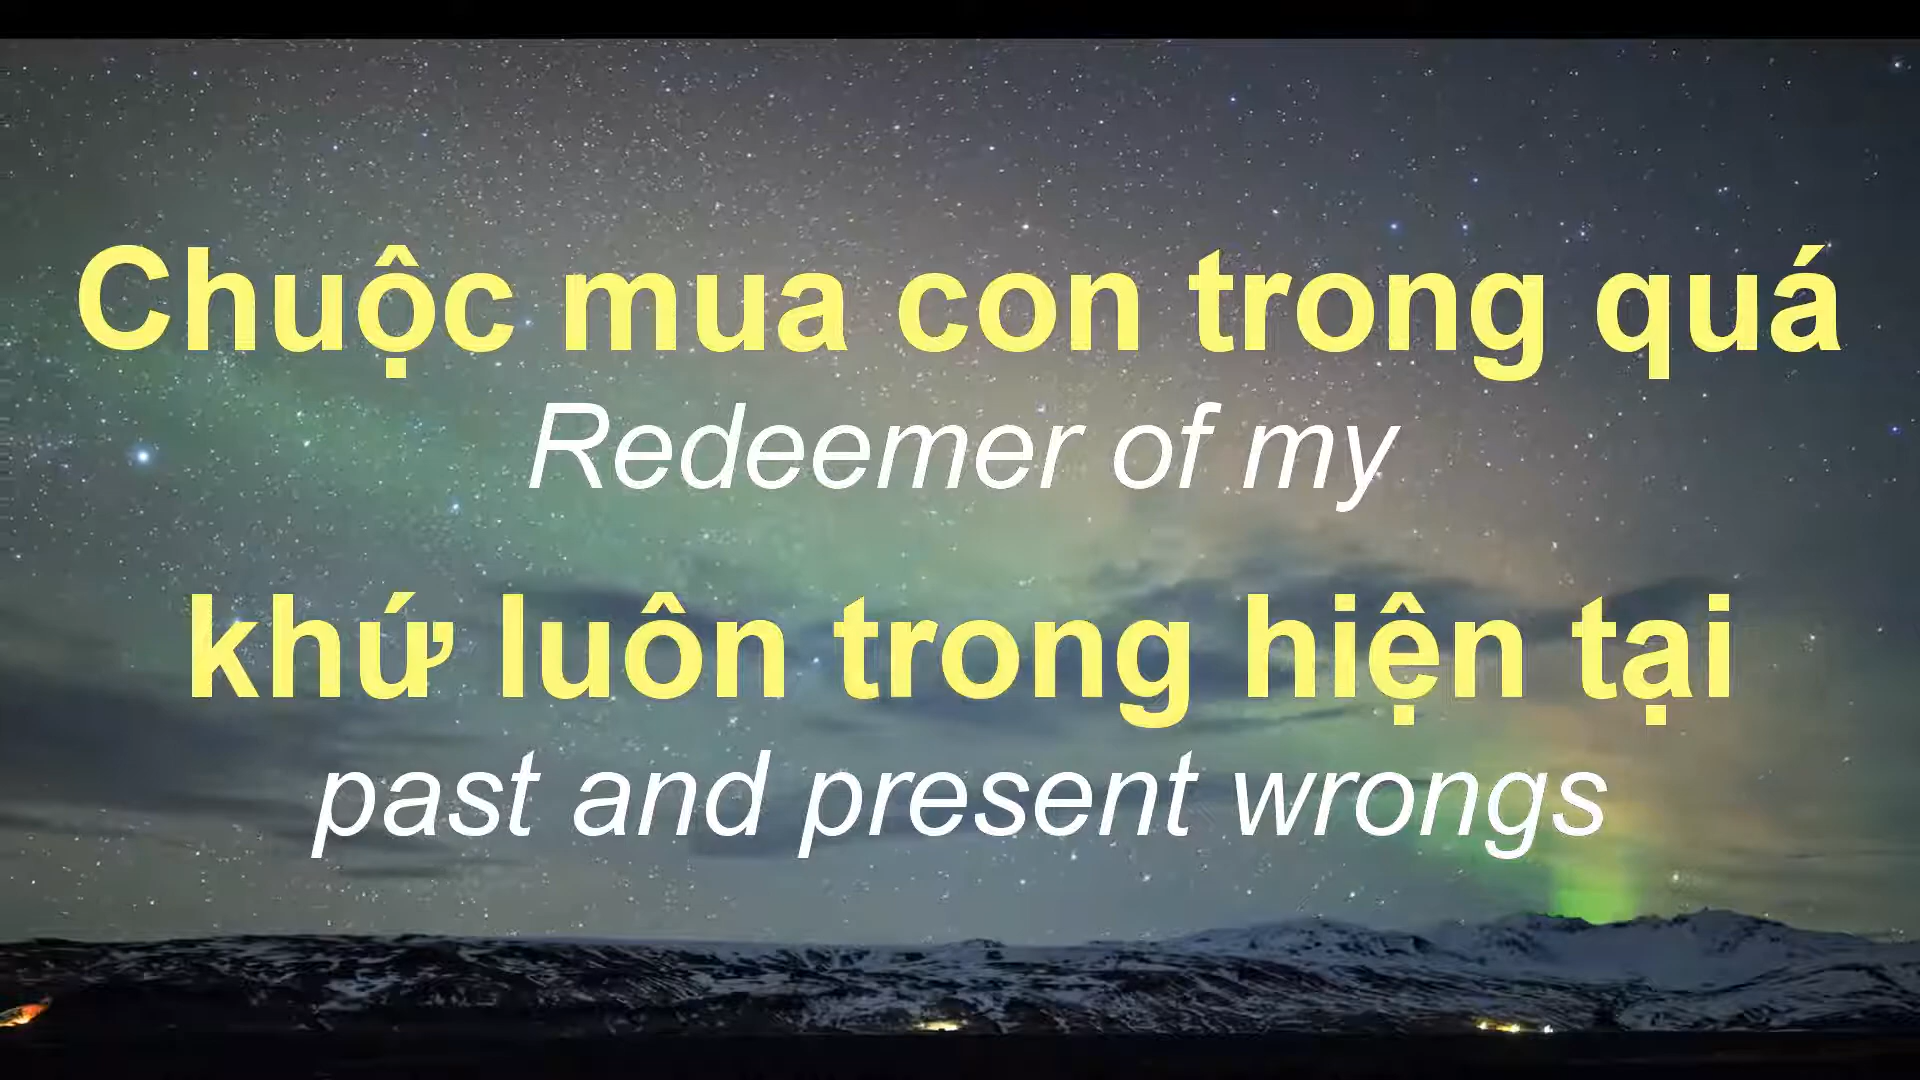 Chuộc mua con trong quá
Redeemer of my
khứ luôn trong hiện tại
past and present wrongs